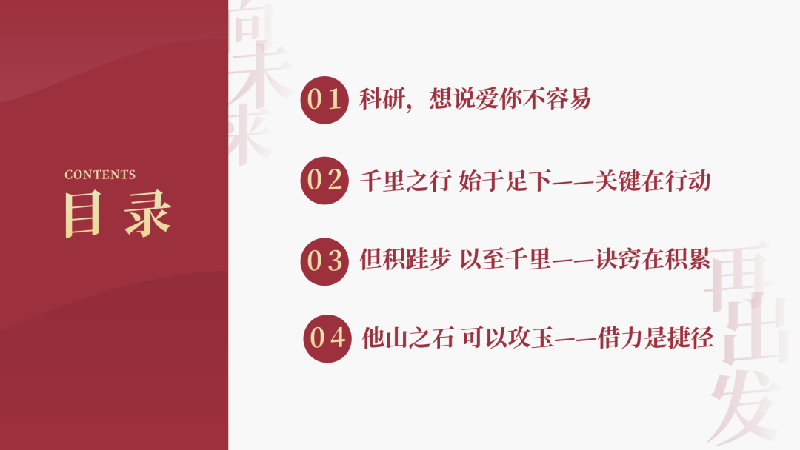 向未来
CONTENTS
目录
01 科研，想说爱你不容易
02 千里之行 始于足下——关键在行动
03 但积跬步 以至千里——诀窍在积累
04 他山之石 可以攻玉——借力是捷径
再出发